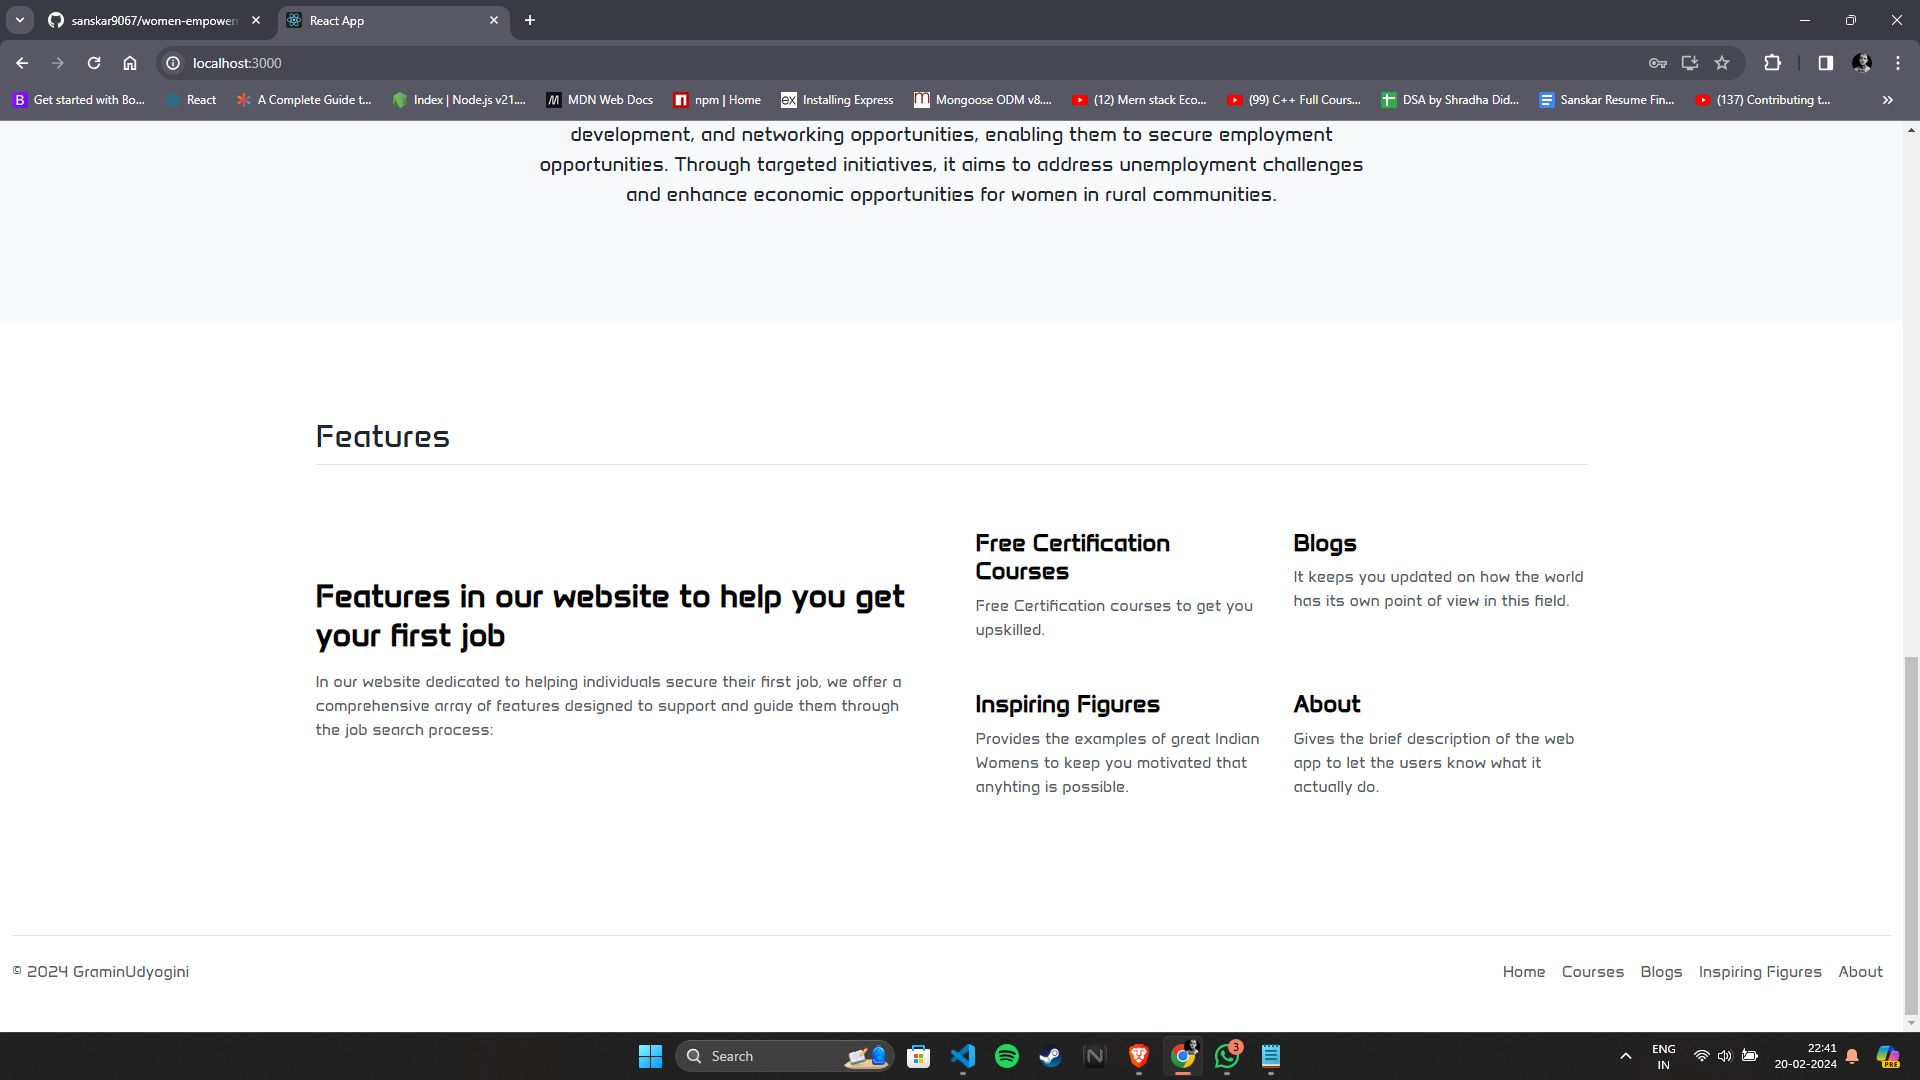 sanskar9067/women-empowerm
React App
localhost:3000
Get started with Bo...
React
A Complete Guide t...
Index | Node.js v21....
MDN Web Docs
npm | Home
Installing Express
Mongoose ODM v8....
(12) Mern stack Eco...
(99) C++ Full Cours...
DSA by Shradha Did...
Sanskar Resume Fin...
(137) Contributing t...
development, and networking opportunities, enabling them to secure employment
opportunities. Through targeted initiatives, it aims to address unemployment challenges
and enhance economic opportunities for women in rural communities.
Features
Features in our website to help you get
your first job
In our website dedicated to helping individuals secure their first job, we offer a
comprehensive array of features designed to support and guide them through
the job search process:
Free Certification
Courses
Free Certification courses to get you
upskilled.
Blogs
It keeps you updated on how the world
has its own point of view in this field.
Inspiring Figures
Provides the examples of great Indian
Womens to keep you motivated that
anyhting is possible.
About
Gives the brief description of the web
app to let the users know what it
actually do.
© 2024 GraminUdyogini
Home
Courses
Blogs
Inspiring Figures
About
Search
3
ENG
IN
22:41
20-02-2024
PRE